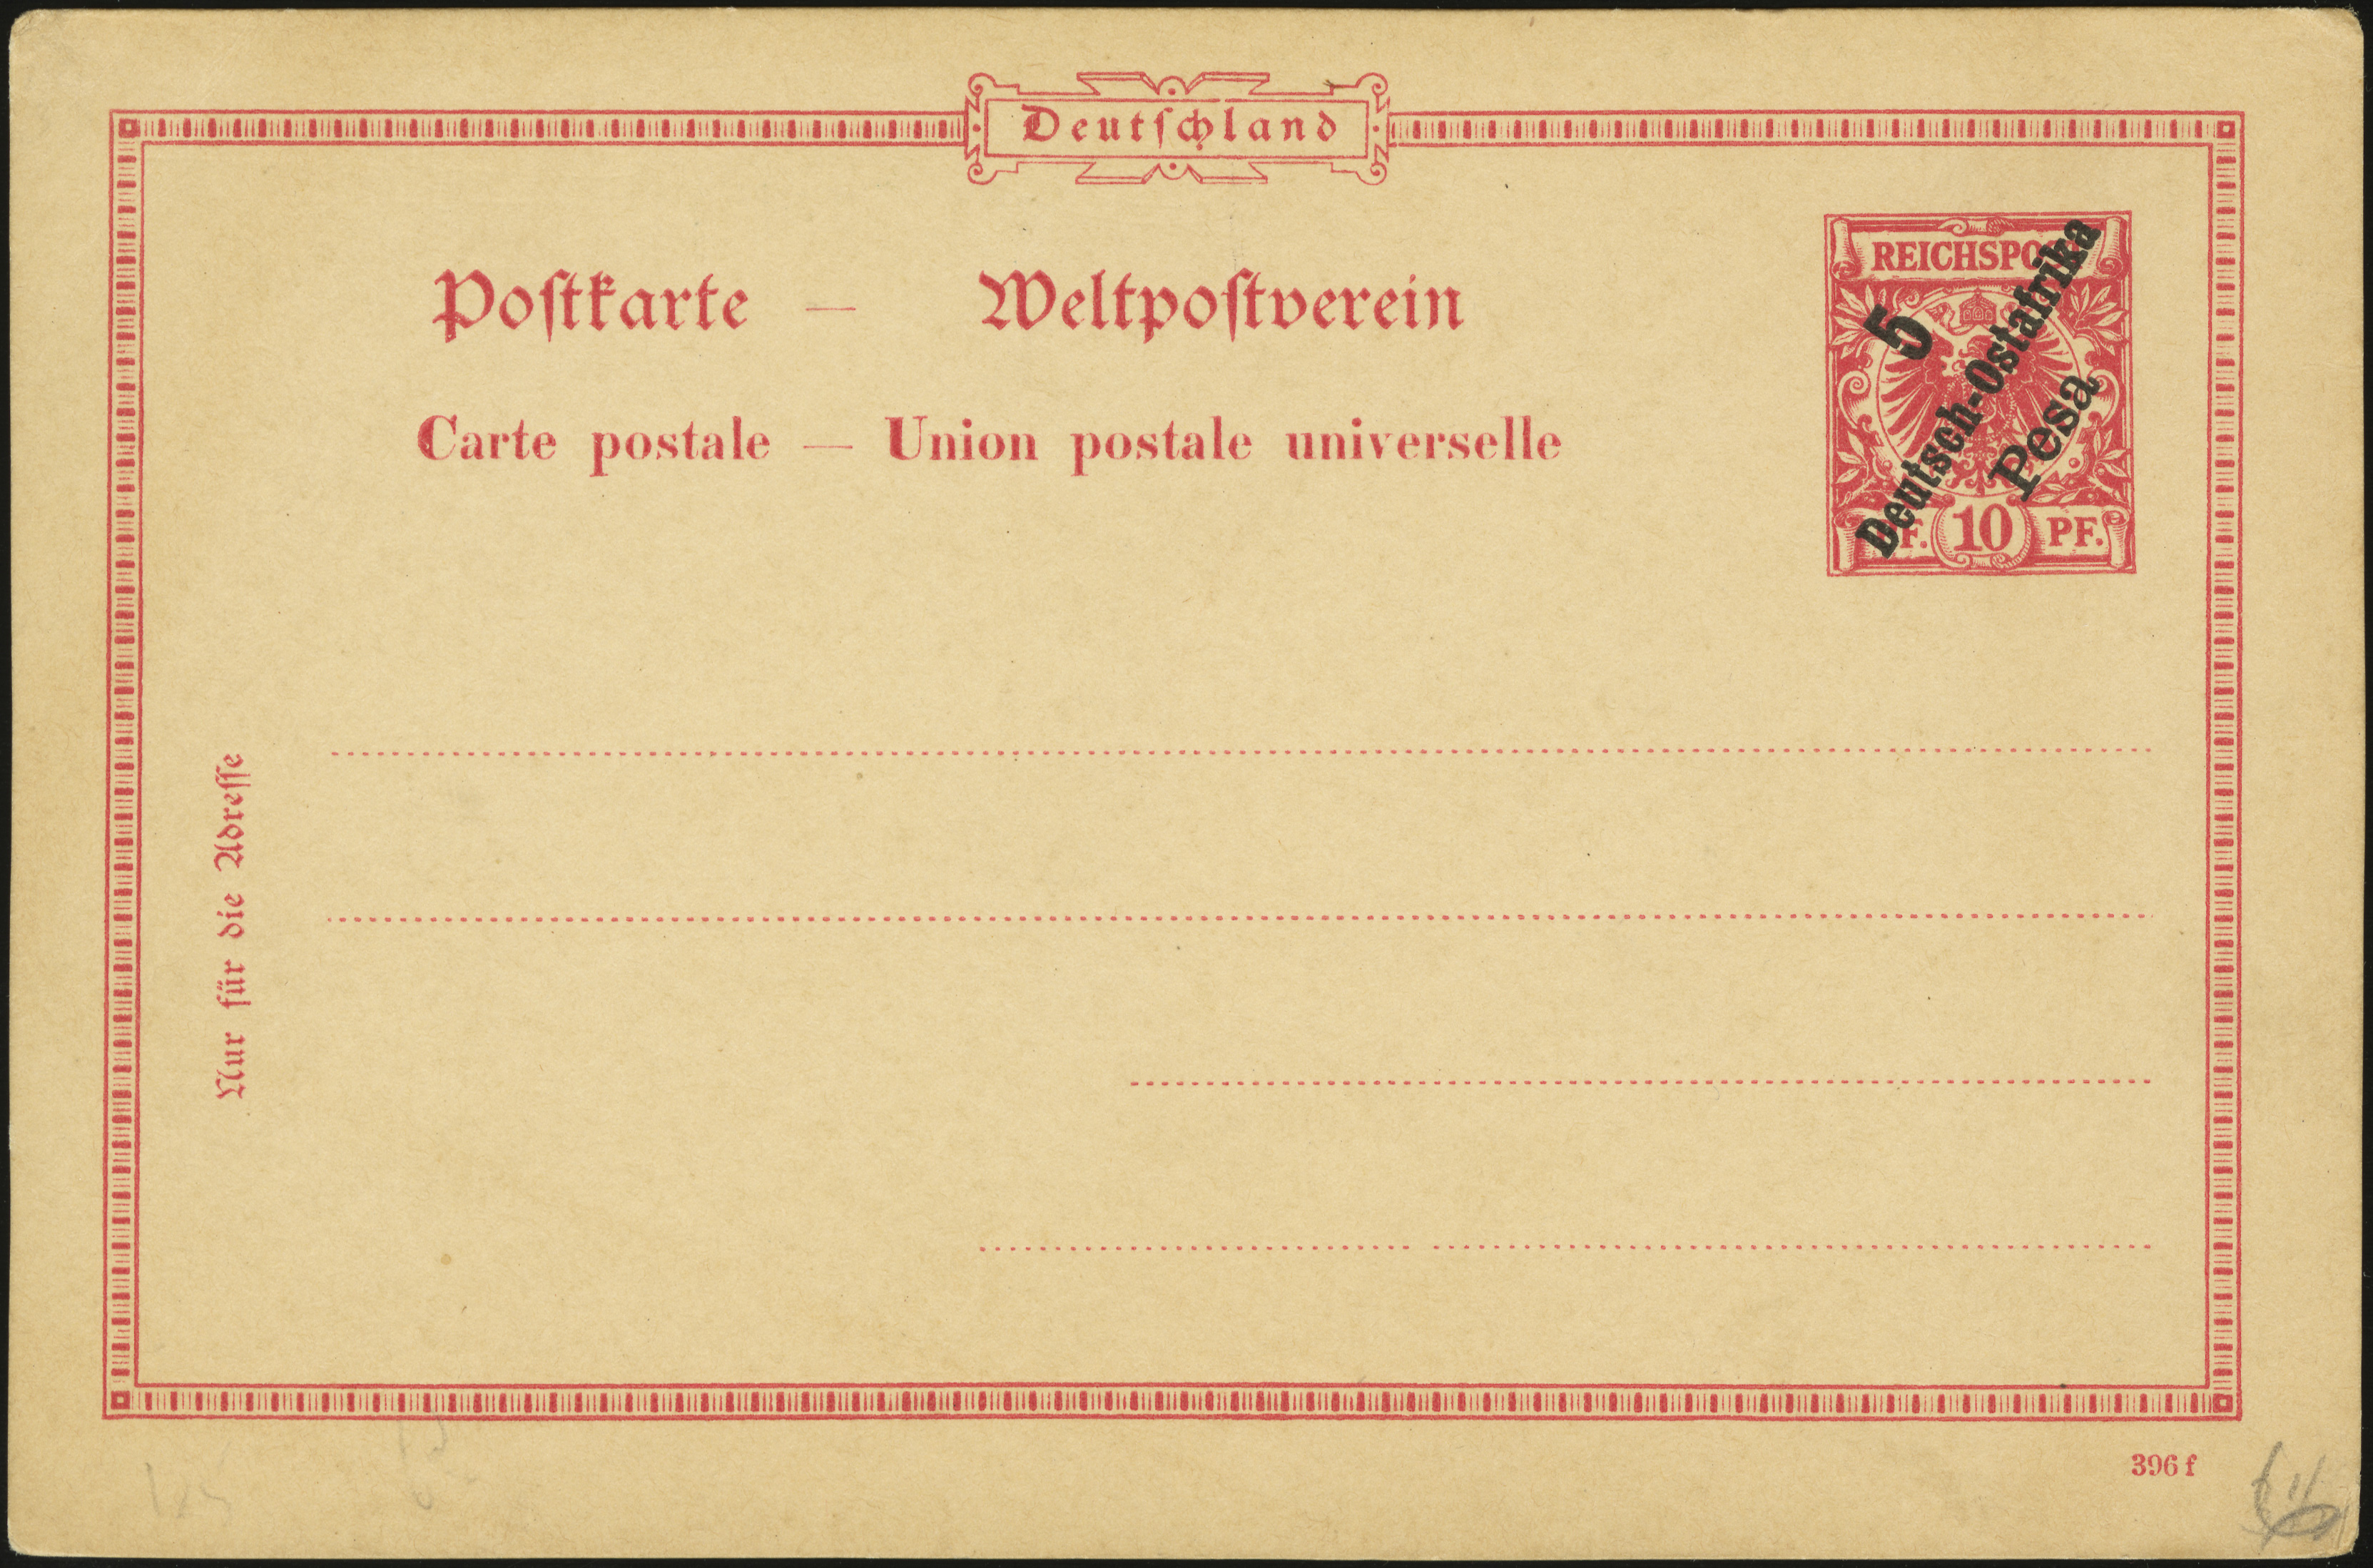 Deutſchland
Poſtkarte — Weltpoſtverein
Carte postale — Union postale universelle
REICHSPO
5
Deutsch-Ostafrika
Pesa
F. 10 PF.
Nur für die Adreſſe
396 f